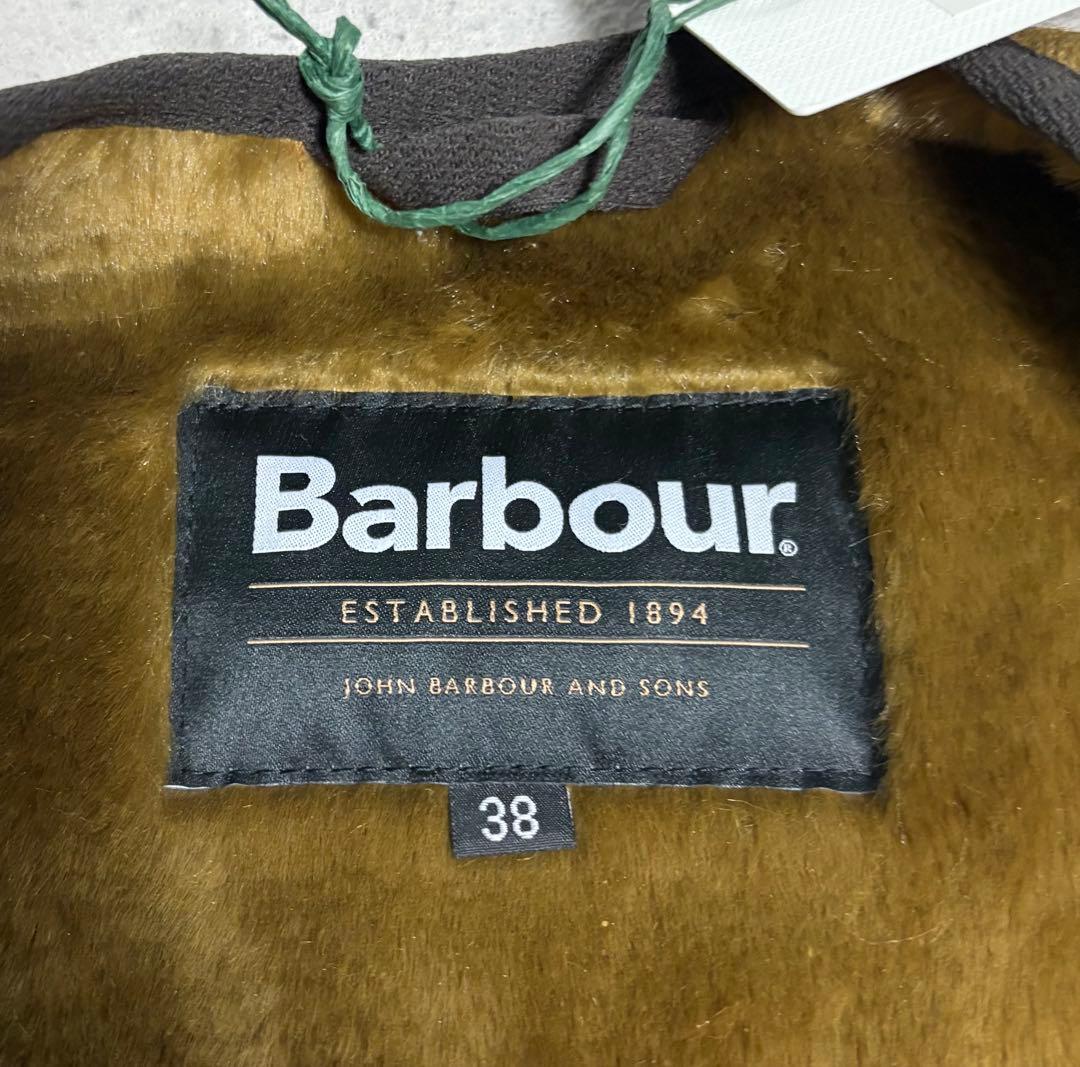 Barbour®
ESTABLISHED 1894
JOHN BARBOUR AND SONS
38